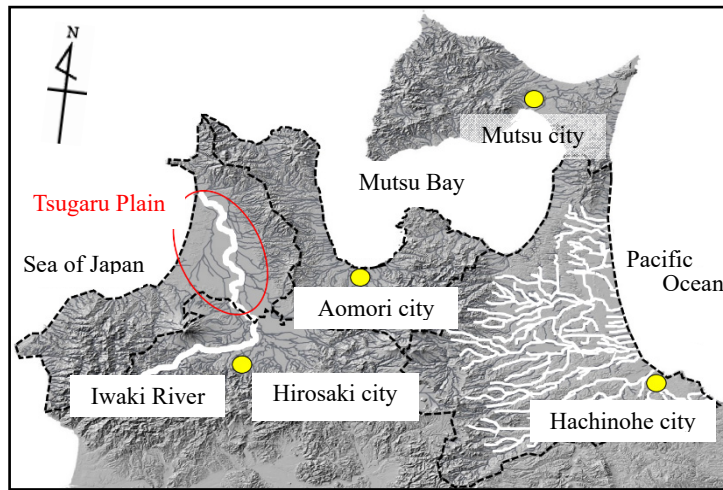 N
Mutsu city
Mutsu Bay
Tsugaru Plain
Pacific
Ocean
Sea of Japan
Aomori city
Iwaki River
Hirosaki city
Hachinohe city